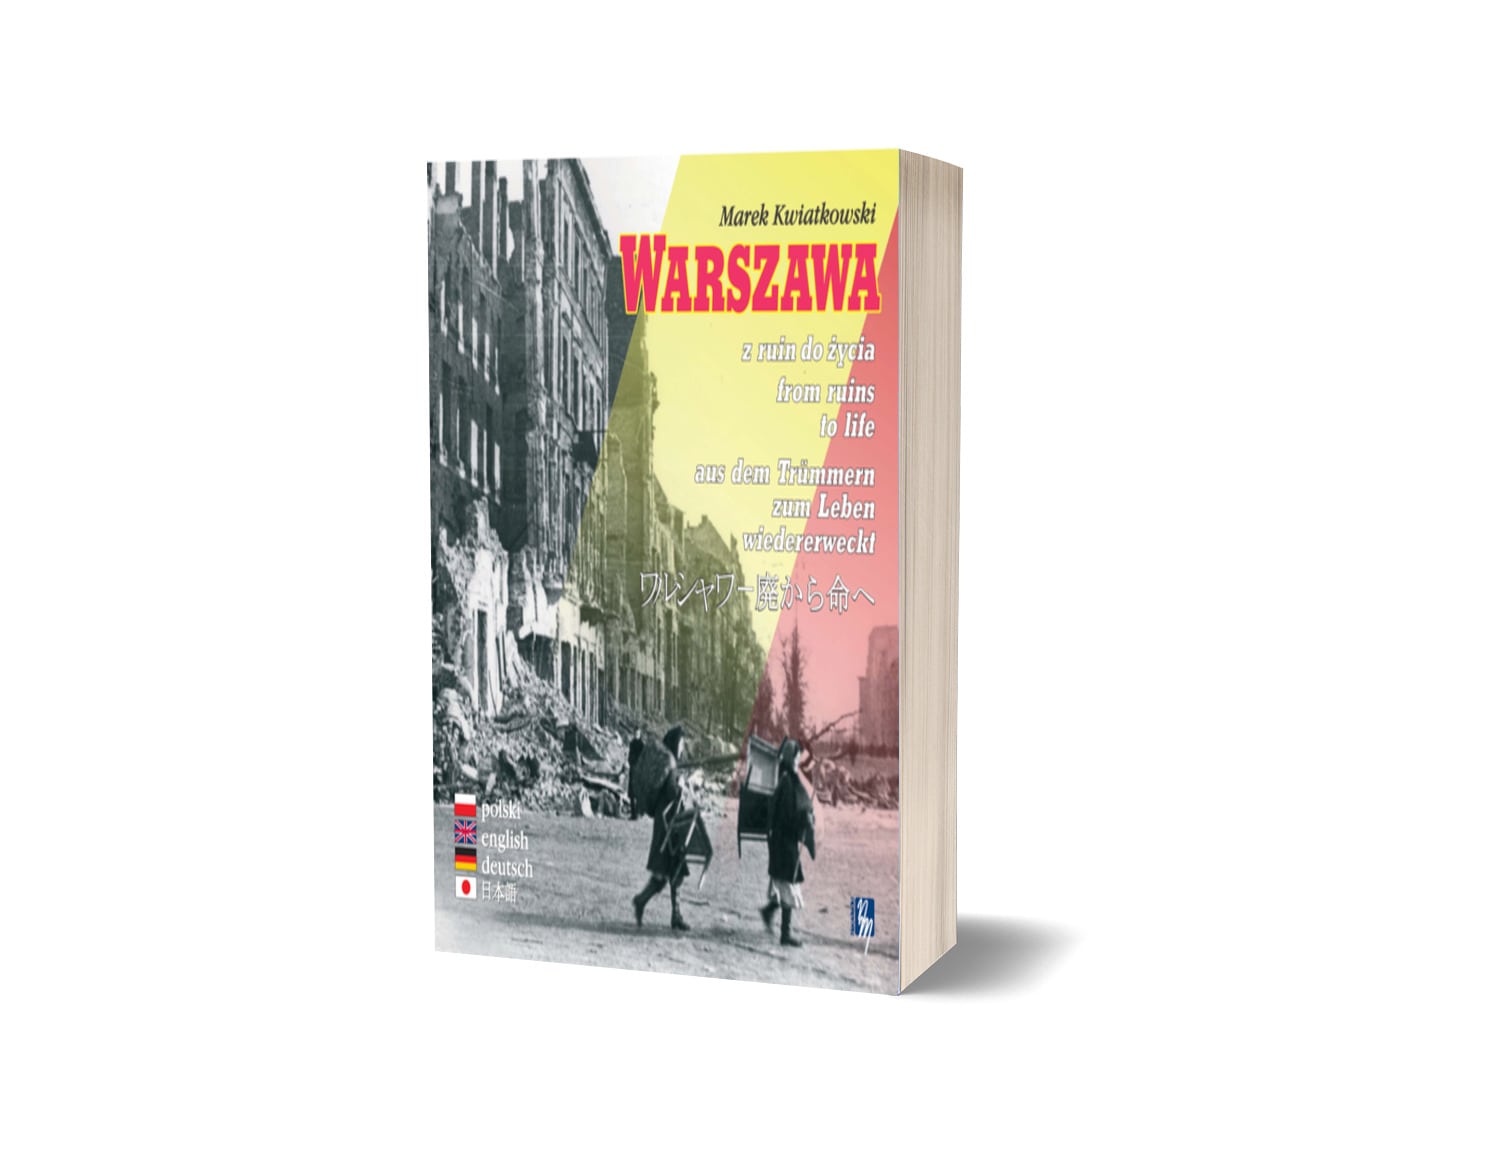 Marek Kwiatkowski
WARSZAWA
z ruin do życia
from ruins
to life
aus dem Trümmern
zum Leben
wiedererweckt
ワルシャワー廃から命へ
polski
english
deutsch
日本語